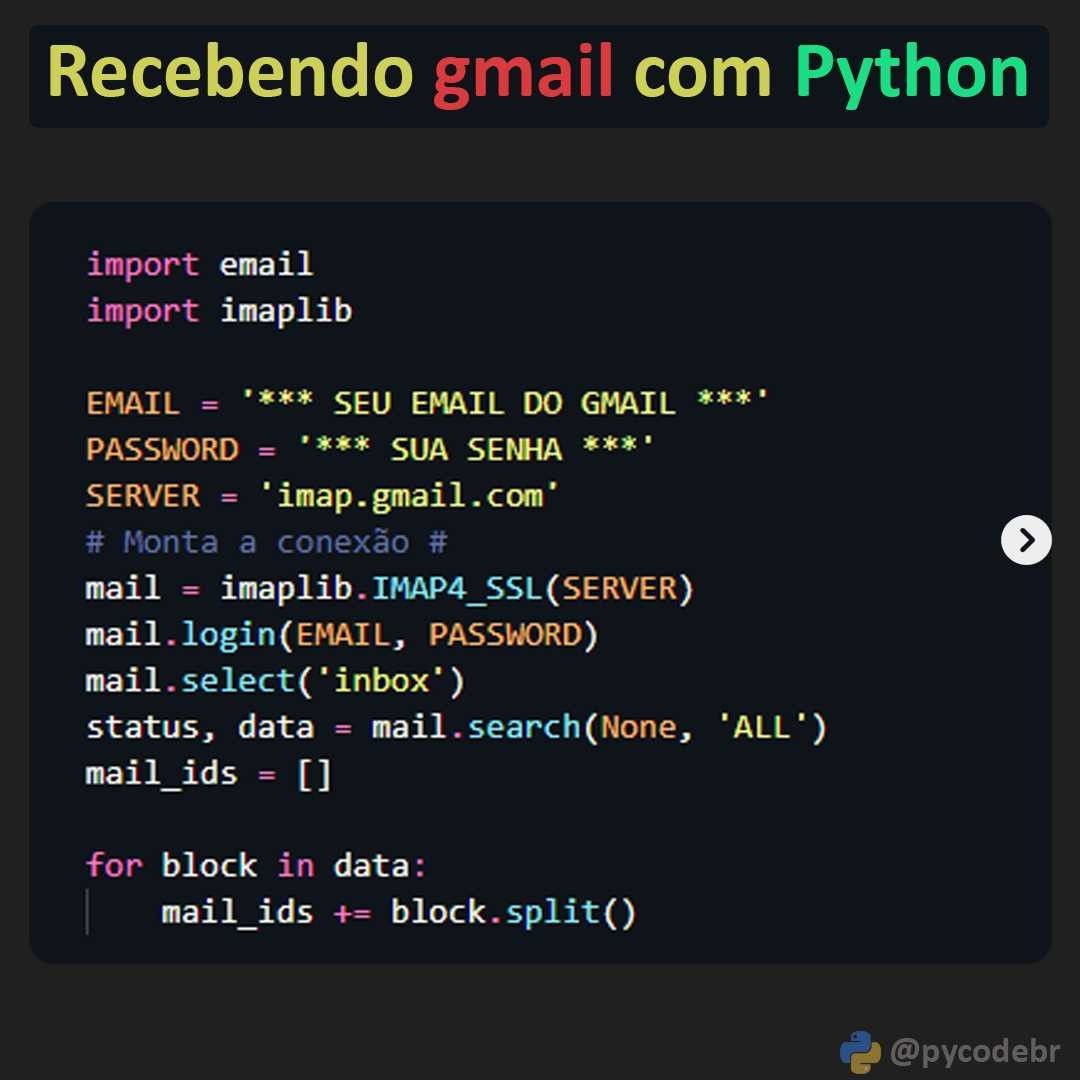 Recebendo gmail com Python
import email
import imaplib
EMAIL = '*** SEU EMAIL DO GMAIL ***'
PASSWORD = '*** SUA SENHA ***'
SERVER = 'imap.gmail.com'
# Monta a conexão #
mail = imaplib.IMAP4_SSL(SERVER)
mail.login(EMAIL, PASSWORD)
mail.select('inbox')
status, data = mail.search(None, 'ALL')
mail_ids = []
for block in data:
    mail_ids += block.split()
@pycodebr